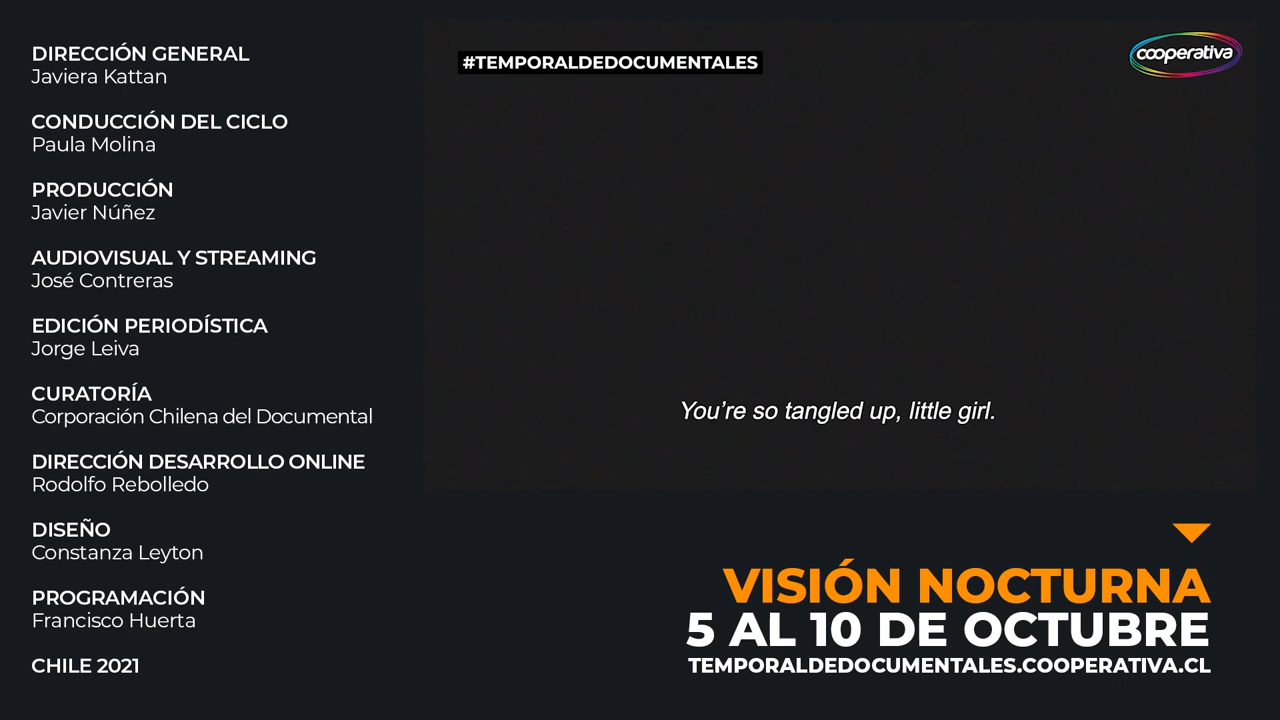 DIRECCIÓN GENERAL
Javiera Kattan
CONDUCCIÓN DEL CICLO
Paula Molina
PRODUCCIÓN
Javier Núñez
AUDIOVISUAL Y STREAMING
José Contreras
EDICIÓN PERIODÍSTICA
Jorge Leiva
CURATORÍA
Corporación Chilena del Documental
DIRECCIÓN DESARROLLO ONLINE
Rodolfo Rebolledo
DISEÑO
Constanza Leyton
PROGRAMACIÓN
Francisco Huerta
CHILE 2021
#TEMPORALDEDOCUMENTALES
cooperativa
You're so tangled up, little girl.
VISIÓN NOCTURNA
5 AL 10 DE OCTUBRE
TEMPORALDEDOCUMENTALES.COOPERATIVA.CL